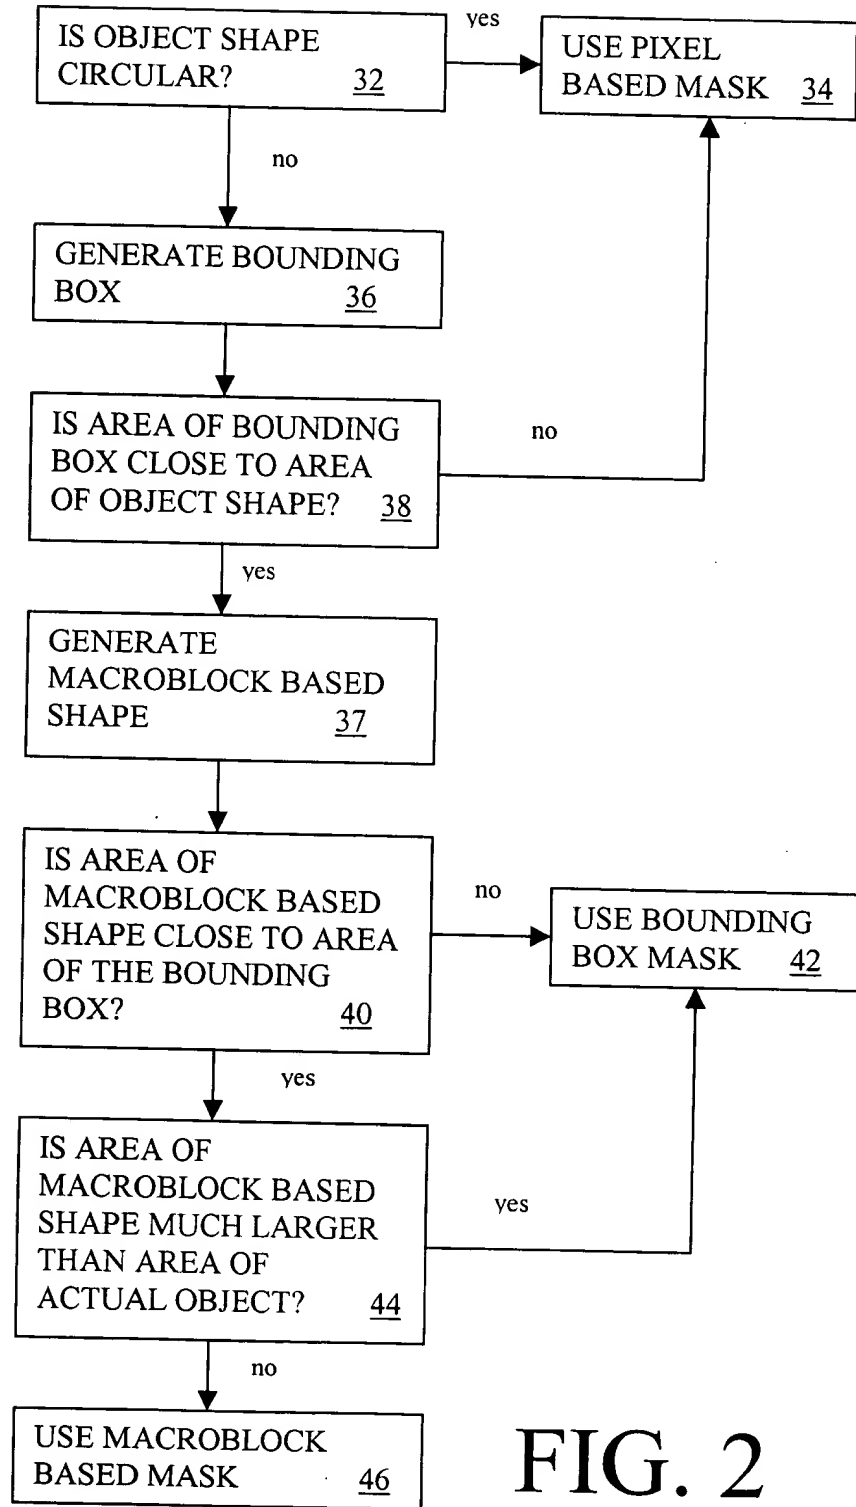 IS OBJECT SHAPE
CIRCULAR? 32
yes
USE PIXEL
BASED MASK 34
no
GENERATE BOUNDING
BOX 36
IS AREA OF BOUNDING
BOX CLOSE TO AREA
OF OBJECT SHAPE? 38
no
yes
GENERATE
MACROBLOCK BASED
SHAPE 37
IS AREA OF
MACROBLOCK BASED
SHAPE CLOSE TO AREA
OF THE BOUNDING
BOX? 40
no
USE BOUNDING
BOX MASK 42
yes
IS AREA OF
MACROBLOCK BASED
SHAPE MUCH LARGER
THAN AREA OF
ACTUAL OBJECT? 44
yes
no
USE MACROBLOCK
BASED MASK 46
FIG. 2